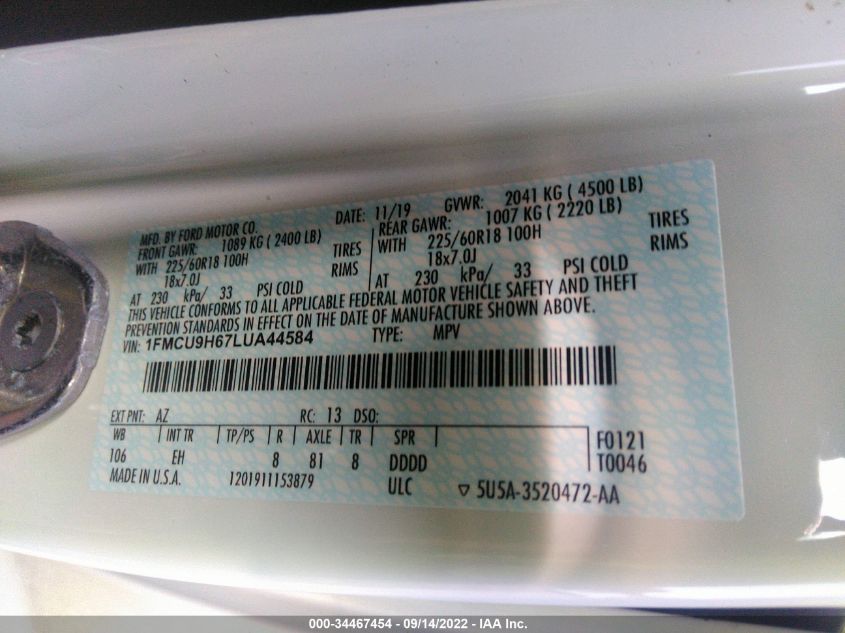 MFD. BY FORD MOTOR CO. DATE: 11/19 GVWR: 2041 KG ( 4500 LB)
FRONT GAWR: 1089 KG ( 2400 LB) REAR GAWR: 1007 KG ( 2220 LB)
WITH 225/60R18 100H TIRES WITH 225/60R18 100H TIRES
18x7.0J RIMS 18x7.0J RIMS
AT 230 kPa/ 33 PSI COLD AT 230 kPa/ 33 PSI COLD
THIS VEHICLE CONFORMS TO ALL APPLICABLE FEDERAL MOTOR VEHICLE SAFETY AND THEFT
PREVENTION STANDARDS IN EFFECT ON THE DATE OF MANUFACTURE SHOWN ABOVE.
VIN: 1FMCU9H67LUA44584 TYPE: MPV
EXT PNT: AZ RC: 13 DSO:
WB INT TR TP/PS R AXLE TR SPR F0121
106 EH 8 81 8 DDDD T0046
MADE IN U.S.A. 1201911153879 ULC ▽ 5U5A-3520472-AA
000-34467454 - 09/14/2022 - IAA Inc.